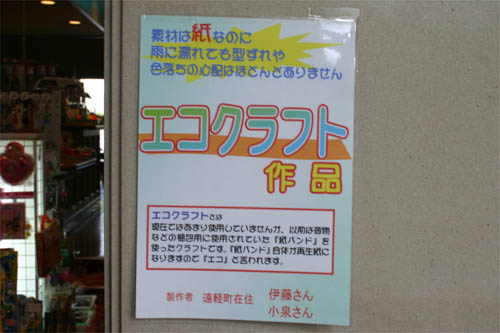 素材は紙なのに
雨に濡れても型ずれや
色落ちの心配はほとんどありません
エコクラフト
作品
エコクラフトとは
現在ではあまり使用していませんが、以前は荷物
などの梱包用に使用されていた『紙バンド』を
使ったクラフトです。『紙バンド』自体が再生紙に
なりますので『エコ』と言われます。
製作者 遠軽町在住 伊藤さん
小泉さん